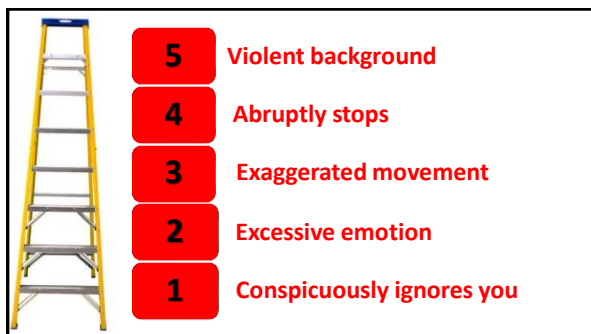 5 Violent background
4 Abruptly stops
3 Exaggerated movement
2 Excessive emotion
1 Conspicuously ignores you